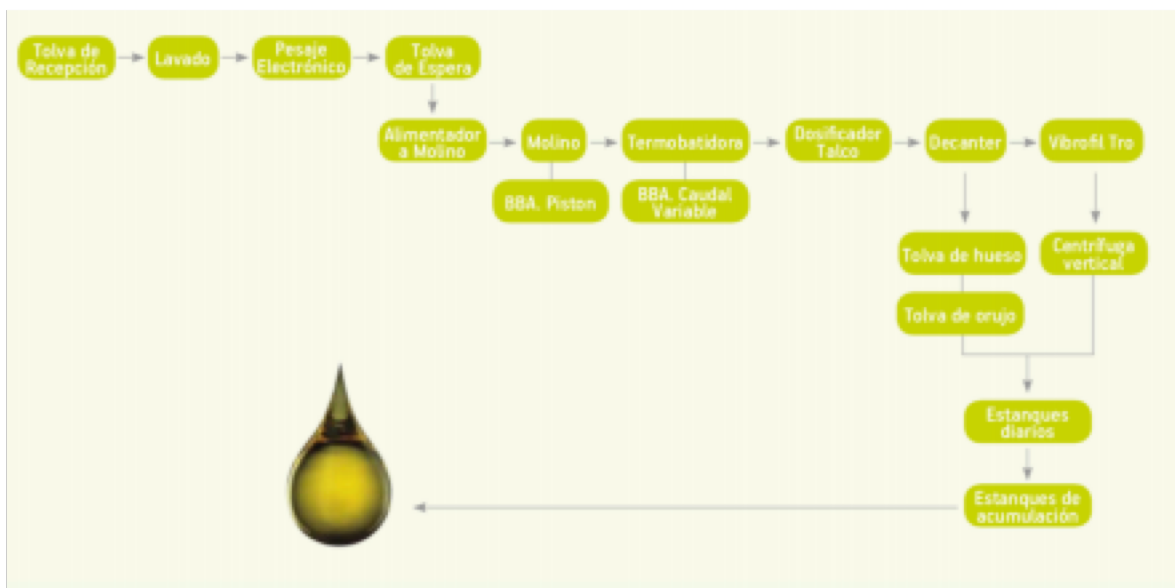 Tolva de
Recepción
Lavado
Pesaje
Electrónico
Tolva
de Espera
Alimentador
a Molino
Molino
Termobatidora
Dosificador
Talco
Decanter
Vibrofil Tro
BBA. Piston
BBA. Caudal
Variable
Tolva de hueso
Centrífuga
vertical
Tolva de orujo
Estanques
diarios
Estanques de
acumulación